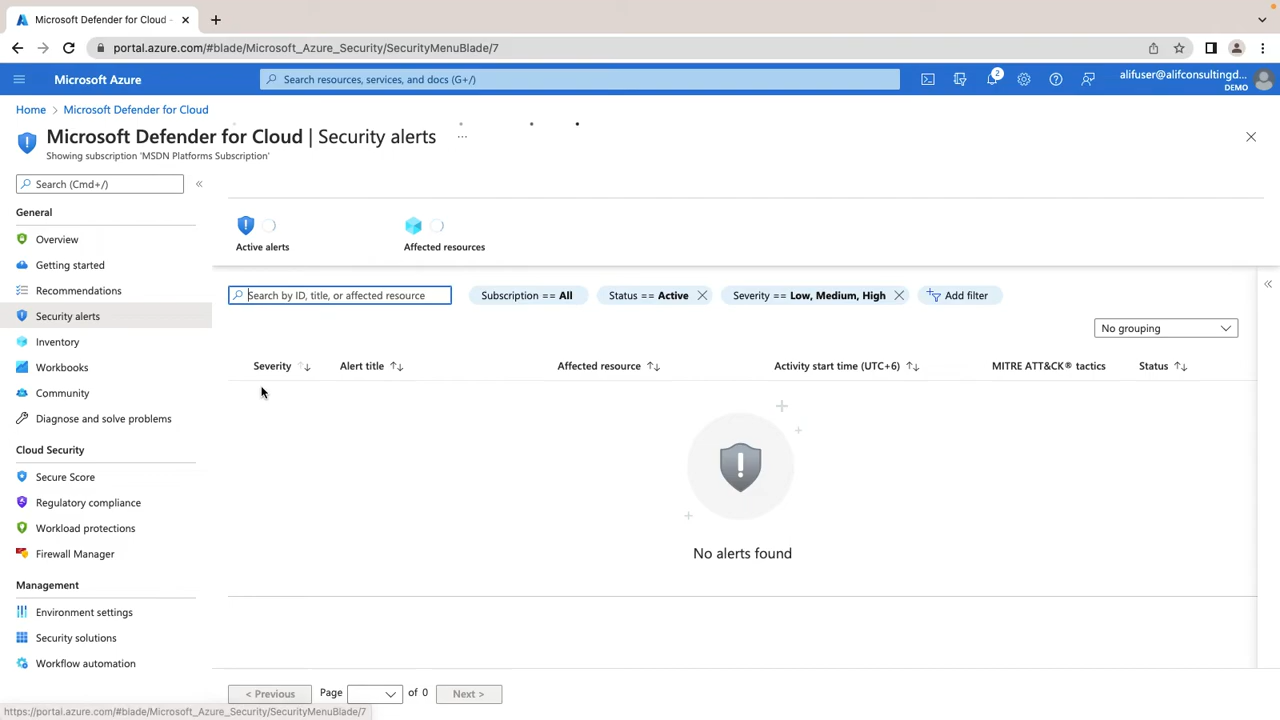 Microsoft Defender for Cloud -
portal.azure.com/#blade/Microsoft_Azure_Security/SecurityMenuBlade/7
Microsoft Azure
Search resources, services, and docs (G+/)
2
alifuser@alifconsultingd...
DEMO
Home > Microsoft Defender for Cloud
Microsoft Defender for Cloud | Security alerts ...
Showing subscription 'MSDN Platforms Subscription'
Search (Cmd+/)
«
General
Overview
Getting started
Recommendations
Security alerts
Inventory
Workbooks
Community
Diagnose and solve problems
Cloud Security
Secure Score
Regulatory compliance
Workload protections
Firewall Manager
Management
Environment settings
Security solutions
Workflow automation
Active alerts
Affected resources
Search by ID, title, or affected resource
Subscription == All
Status == Active
Severity == Low, Medium, High
Add filter
«
No grouping
Severity
Alert title
Affected resource
Activity start time (UTC+6)
MITRE ATT&CK® tactics
Status
No alerts found
< Previous
Page
of 0
Next >
https://portal.azure.com/#blade/Microsoft_Azure_Security/SecurityMenuBlade/7